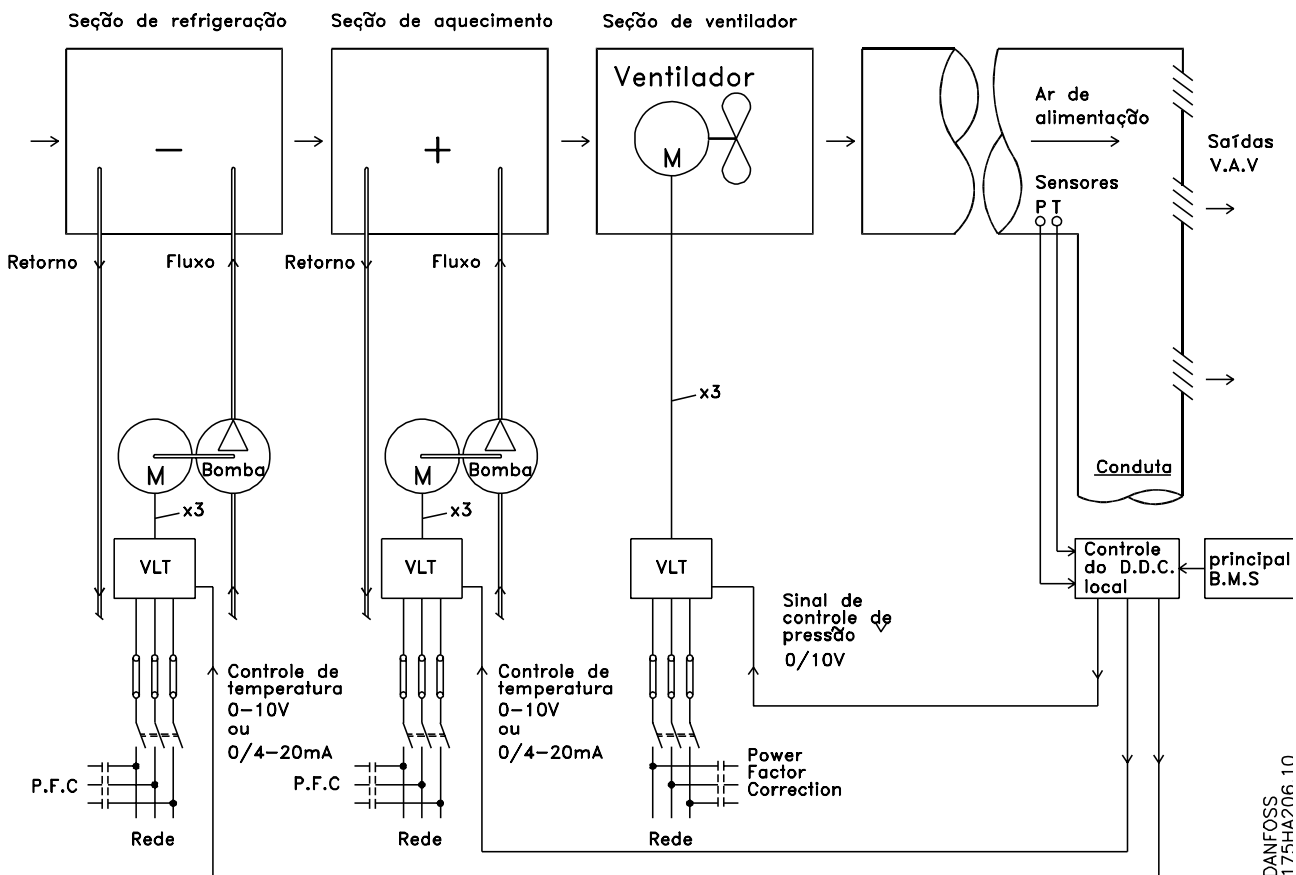 Seção de refrigeração
Seção de aquecimento
Seção de ventilador
Ventilador
M
Ar de
alimentação
Saídas
V.A.V
Sensores
P T
Retorno
Fluxo
Retorno
Fluxo
x3
M
Bomba
M
Bomba
Conduta
x3
x3
VLT
VLT
VLT
Controle
do D.D.C.
local
principal
B.M.S
Sinal de
controle de
pressão
0/10V
Controle de
temperatura
0-10V
ou
0/4-20mA
Controle de
temperatura
0-10V
ou
0/4-20mA
P.F.C
P.F.C
Power
Factor
Correction
Rede
Rede
Rede
DANFOSS
175HA206.10